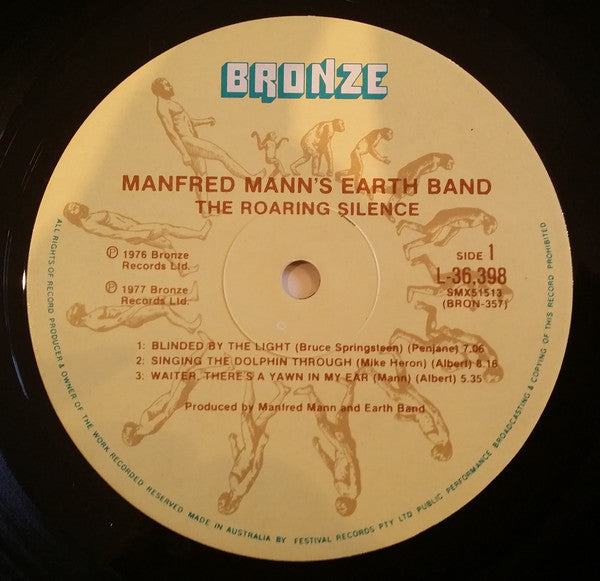 BRONZE
MANFRED MANN'S EARTH BAND
THE ROARING SILENCE
Ⓟ 1976 Bronze
Records Ltd.
Ⓟ 1977 Bronze
Records Ltd.
SIDE 1
L-36,398
SMX51513
(BRON-357)
1: BLINDED BY THE LIGHT (Bruce Springsteen) (Penjane) 7.06
2: SINGING THE DOLPHIN THROUGH (Mike Heron) (Albert) 8.16
3: WAITER, THERE'S A YAWN IN MY EAR (Mann) (Albert) 5.35
Produced by Manfred Mann and Earth Band
ALL RIGHTS OF RECORD PRODUCER & OWNER OF THE WORK RECORDED RESERVED MADE IN AUSTRALIA BY FESTIVAL RECORDS PTY LTD PUBLIC PERFORMANCE BROADCASTING & COPYING OF THIS RECORD PROHIBITED